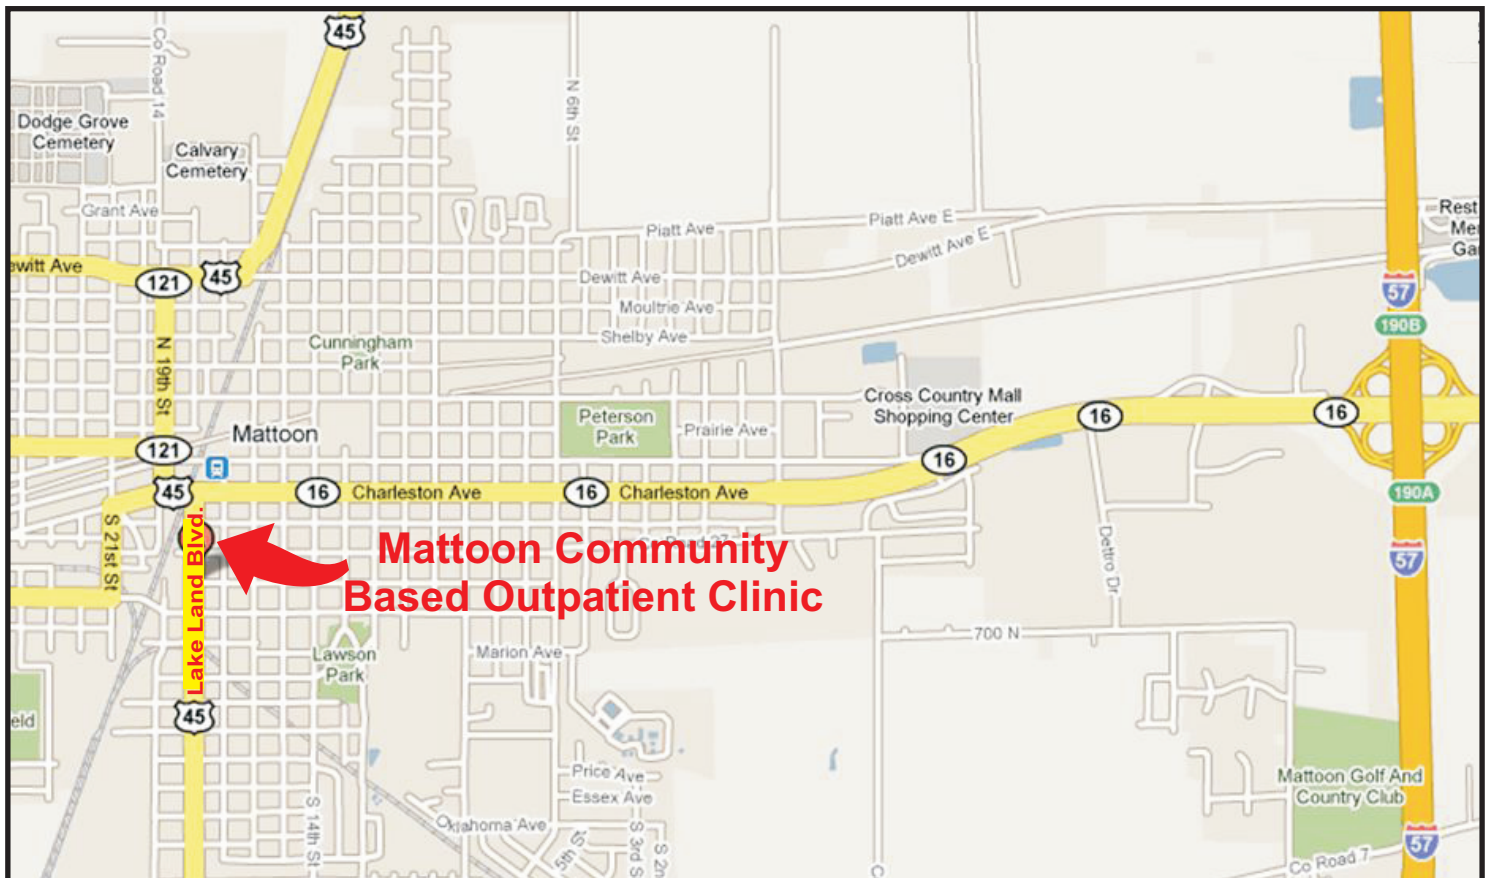 45
Co Road 14
N 6th St
Dodge Grove
Cemetery
Calvary
Cemetery
Grant Ave
Piatt Ave
Piatt Ave E
Rest
Dewitt Ave E
ewitt Ave
121
45
Dewitt Ave
57
Moultrie Ave
190B
Shelby Ave
Cunningham
Park
N 19th St
Cross Country Mall
Shopping Center
16
16
Peterson
Park
Prairie Ave
Mattoon
121
16
45
16
Charleston Ave
16
Charleston Ave
190A
S 21st St
Lake Land Blvd.
Mattoon Community
Based Outpatient Clinic
Dettro Dr
57
700 N
Lawson
Park
Marion Ave
45
eld
Price Ave
Essex Ave
Mattoon Golf And
Country Club
S 14th St
Oklahoma Ave
5th St
S 3rd S
S 2n
57
Co Road 7
C